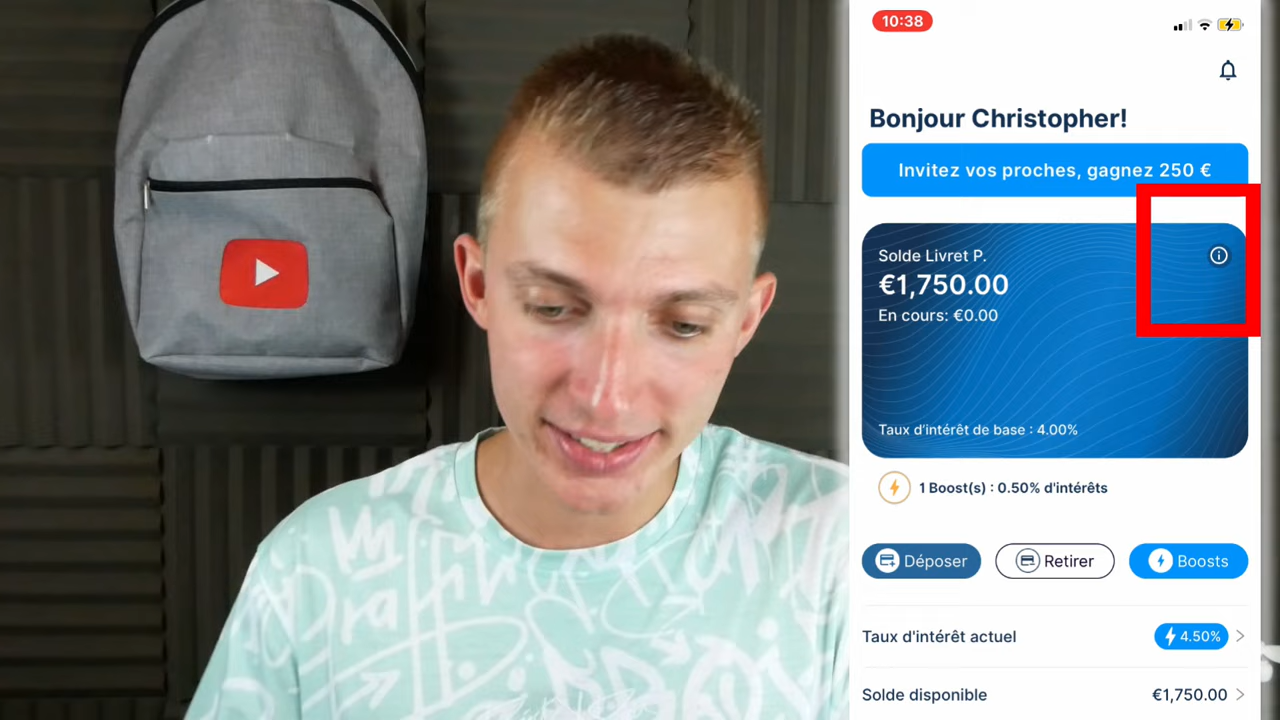 10:38
Bonjour Christopher!
Invitez vos proches, gagnez 250 €
Solde Livret P.
€1,750.00
En cours: €0.00
Taux d'intérêt de base : 4.00%
1 Boost(s) : 0.50% d'intérêts
Déposer
Retirer
Boosts
Taux d'intérêt actuel
4.50%
Solde disponible
€1,750.00